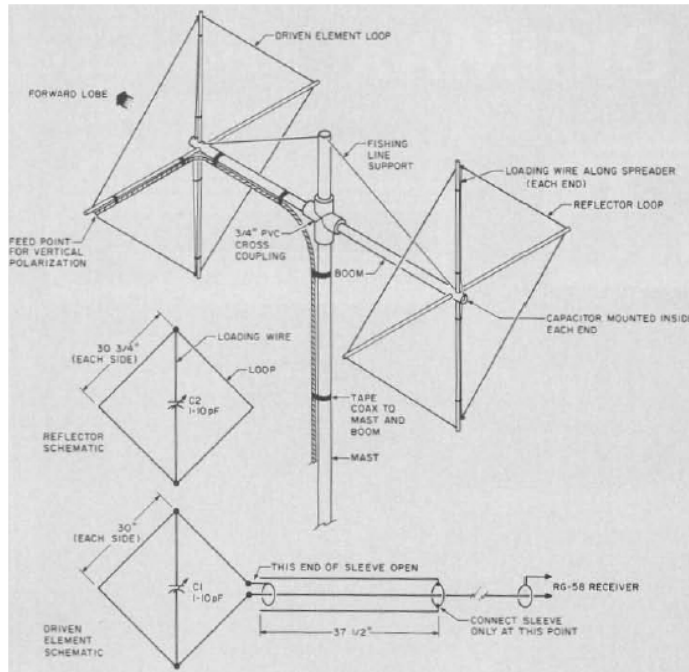 DRIVEN ELEMENT LOOP
FORWARD LOBE
FISHING
LINE
SUPPORT
LOADING WIRE ALONG SPREADER
(EACH END)
REFLECTOR LOOP
FEED POINT
FOR VERTICAL
POLARIZATION
3/4" PVC
CROSS
COUPLING
BOOM
CAPACITOR MOUNTED INSIDE
EACH END
30 3/4"
(EACH SIDE)
LOADING WIRE
LOOP
C2
1-10pF
REFLECTOR
SCHEMATIC
TAPE
COAX TO
MAST AND
BOOM
MAST
30"
(EACH SIDE)
C1
1-10pF
DRIVEN
ELEMENT
SCHEMATIC
THIS END OF SLEEVE OPEN
RG-58 RECEIVER
37 1/2"
CONNECT SLEEVE
ONLY AT THIS POINT